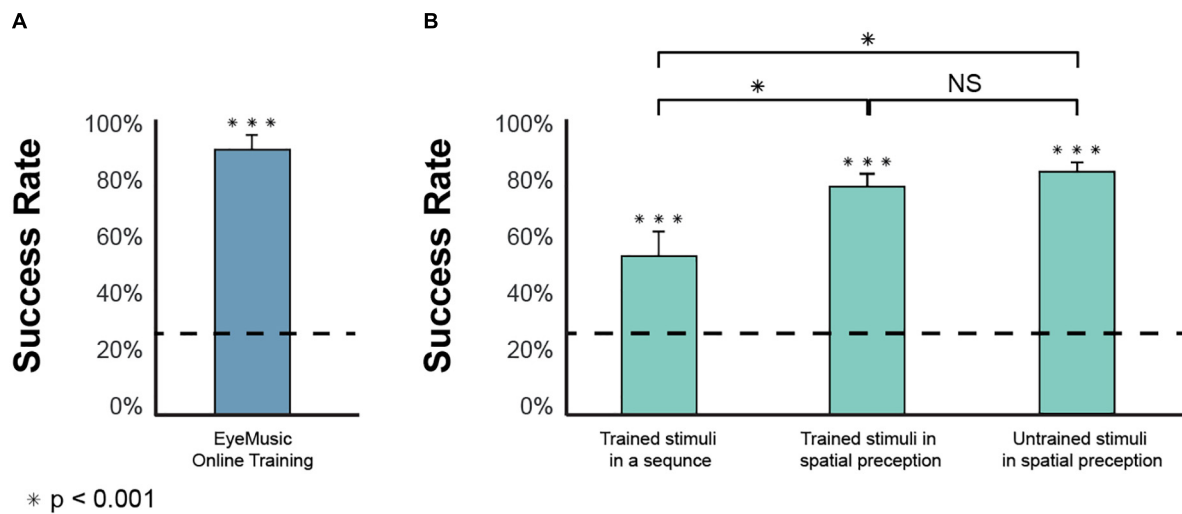 A
Success Rate
100%
80%
60%
40%
20%
0%
* * *
EyeMusic
Online Training
* p < 0.001
B
Success Rate
100%
80%
60%
40%
20%
0%
*
*
NS
* * *
* * *
* * *
Trained stimuli
in a sequnce
Trained stimuli in
spatial preception
Untrained stimuli
in spatial preception